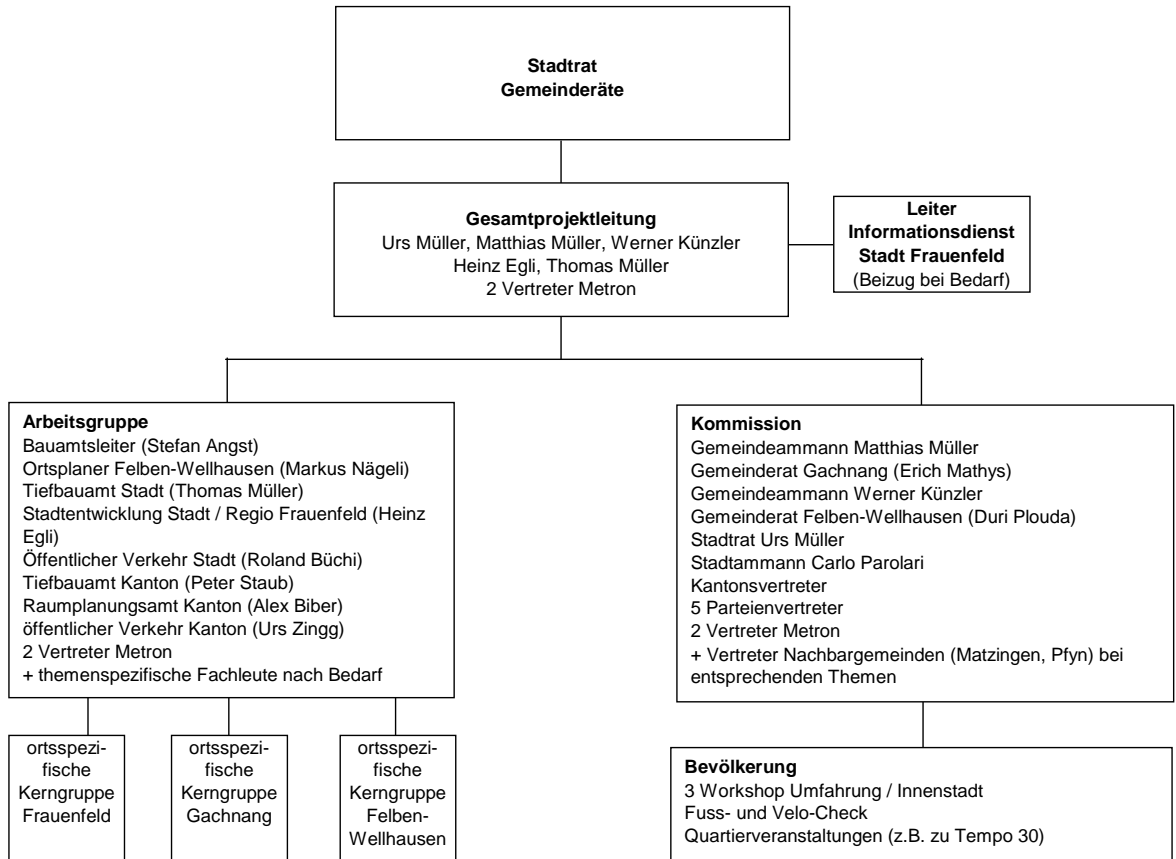 Stadtrat
Gemeinderäte
Gesamtprojektleitung
Urs Müller, Matthias Müller, Werner Künzler
Heinz Egli, Thomas Müller
2 Vertreter Metron
Leiter
Informationsdienst
Stadt Frauenfeld
(Beizug bei Bedarf)
Arbeitsgruppe
Bauamtsleiter (Stefan Angst)
Ortsplaner Felben-Wellhausen (Markus Nägeli)
Tiefbauamt Stadt (Thomas Müller)
Stadtentwicklung Stadt / Regio Frauenfeld (Heinz
Egli)
Öffentlicher Verkehr Stadt (Roland Büchi)
Tiefbauamt Kanton (Peter Staub)
Raumplanungsamt Kanton (Alex Biber)
öffentlicher Verkehr Kanton (Urs Zingg)
2 Vertreter Metron
+ themenspezifische Fachleute nach Bedarf
Kommission
Gemeindeammann Matthias Müller
Gemeinderat Gachnang (Erich Mathys)
Gemeindeammann Werner Künzler
Gemeinderat Felben-Wellhausen (Duri Plouda)
Stadtrat Urs Müller
Stadtammann Carlo Parolari
Kantonsvertreter
5 Parteienvertreter
2 Vertreter Metron
+ Vertreter Nachbargemeinden (Matzingen, Pfyn) bei
entsprechenden Themen
ortsspezi-
fische
Kerngruppe
Frauenfeld
ortsspezi-
fische
Kerngruppe
Gachnang
ortsspezi-
fische
Kerngruppe
Felben-
Wellhausen
Bevölkerung
3 Workshop Umfahrung / Innenstadt
Fuss- und Velo-Check
Quartierveranstaltungen (z.B. zu Tempo 30)